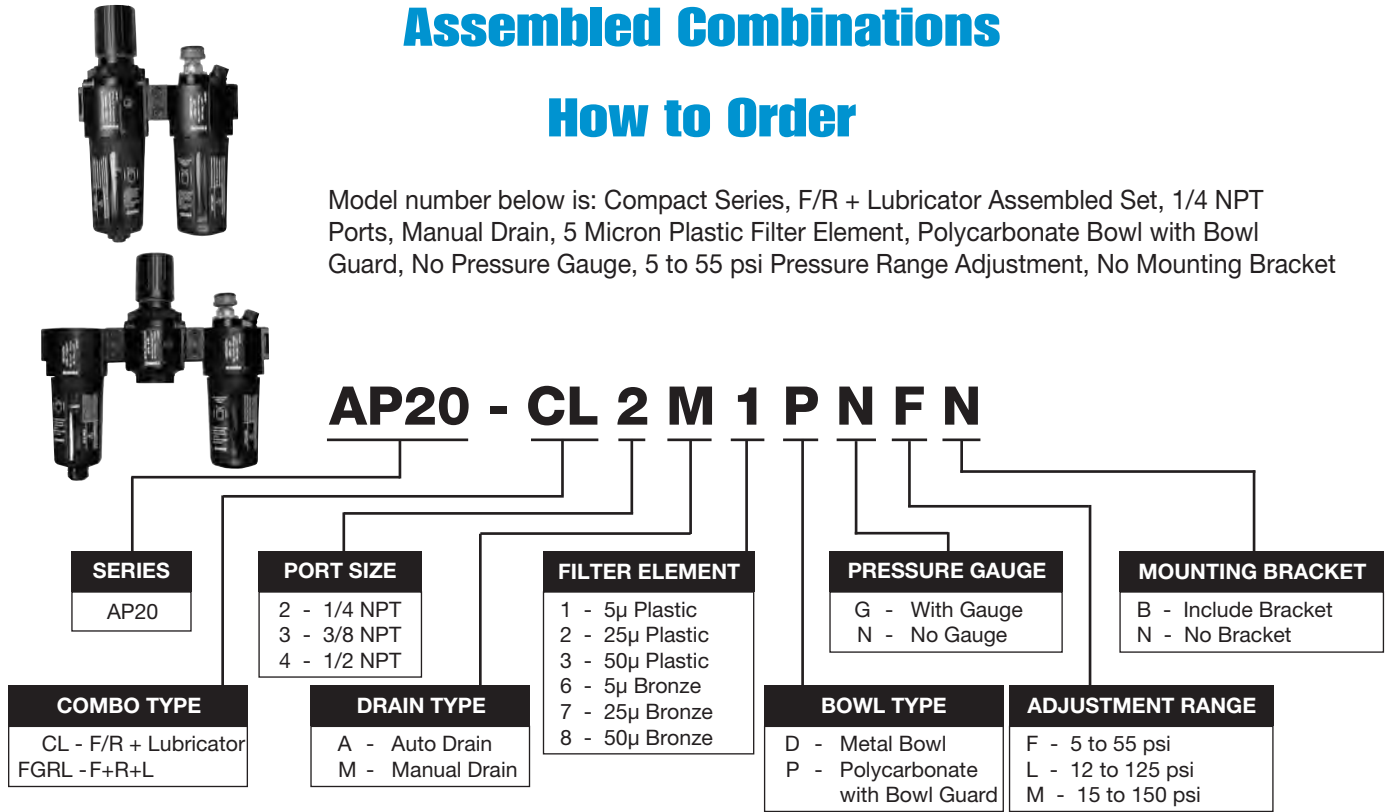 Assembled Combinations
How to Order
Model number below is: Compact Series, F/R + Lubricator Assembled Set, 1/4 NPT
Ports, Manual Drain, 5 Micron Plastic Filter Element, Polycarbonate Bowl with Bowl
Guard, No Pressure Gauge, 5 to 55 psi Pressure Range Adjustment, No Mounting Bracket
AP20 - CL 2 M 1 P N F N
SERIES
AP20
PORT SIZE
2 - 1/4 NPT
3 - 3/8 NPT
4 - 1/2 NPT
FILTER ELEMENT
1 - 5µ Plastic
2 - 25µ Plastic
3 - 50µ Plastic
6 - 5µ Bronze
7 - 25µ Bronze
8 - 50µ Bronze
PRESSURE GAUGE
G - With Gauge
N - No Gauge
MOUNTING BRACKET
B - Include Bracket
N - No Bracket
COMBO TYPE
CL - F/R + Lubricator
FGRL - F+R+L
DRAIN TYPE
A - Auto Drain
M - Manual Drain
BOWL TYPE
D - Metal Bowl
P - Polycarbonate
with Bowl Guard
ADJUSTMENT RANGE
F - 5 to 55 psi
L - 12 to 125 psi
M - 15 to 150 psi